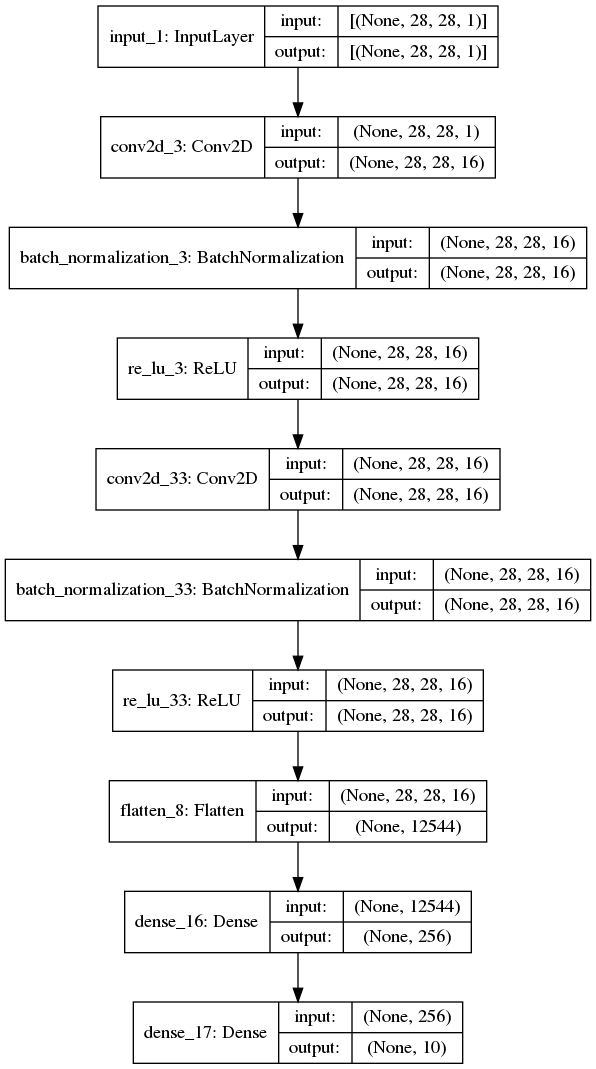 input_1: InputLayer
input:
[(None, 28, 28, 1)]
output:
[(None, 28, 28, 1)]
conv2d_3: Conv2D
input:
(None, 28, 28, 1)
output:
(None, 28, 28, 16)
batch_normalization_3: BatchNormalization
input:
(None, 28, 28, 16)
output:
(None, 28, 28, 16)
re_lu_3: ReLU
input:
(None, 28, 28, 16)
output:
(None, 28, 28, 16)
conv2d_33: Conv2D
input:
(None, 28, 28, 16)
output:
(None, 28, 28, 16)
batch_normalization_33: BatchNormalization
input:
(None, 28, 28, 16)
output:
(None, 28, 28, 16)
re_lu_33: ReLU
input:
(None, 28, 28, 16)
output:
(None, 28, 28, 16)
flatten_8: Flatten
input:
(None, 28, 28, 16)
output:
(None, 12544)
dense_16: Dense
input:
(None, 12544)
output:
(None, 256)
dense_17: Dense
input:
(None, 256)
output:
(None, 10)